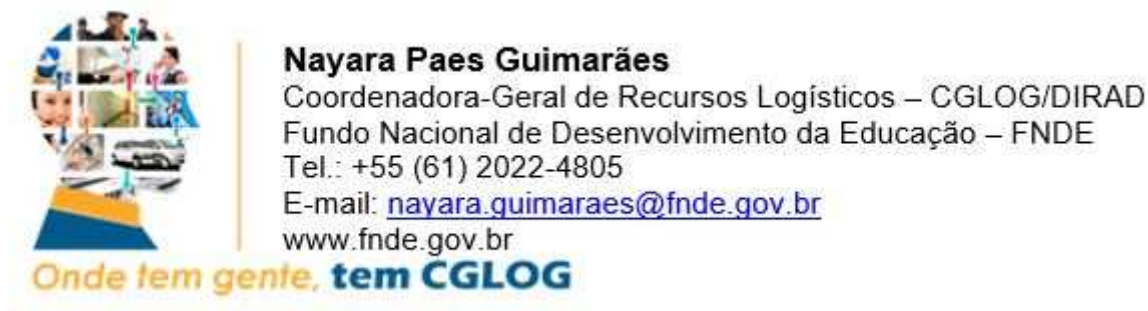 Nayara Paes Guimarães
Coordenadora-Geral de Recursos Logísticos – CGLOG/DIRAD
Fundo Nacional de Desenvolvimento da Educação – FNDE
Tel.: +55 (61) 2022-4805
E-mail: nayara.guimaraes@fnde.gov.br
www.fnde.gov.br
Onde tem gente, tem CGLOG